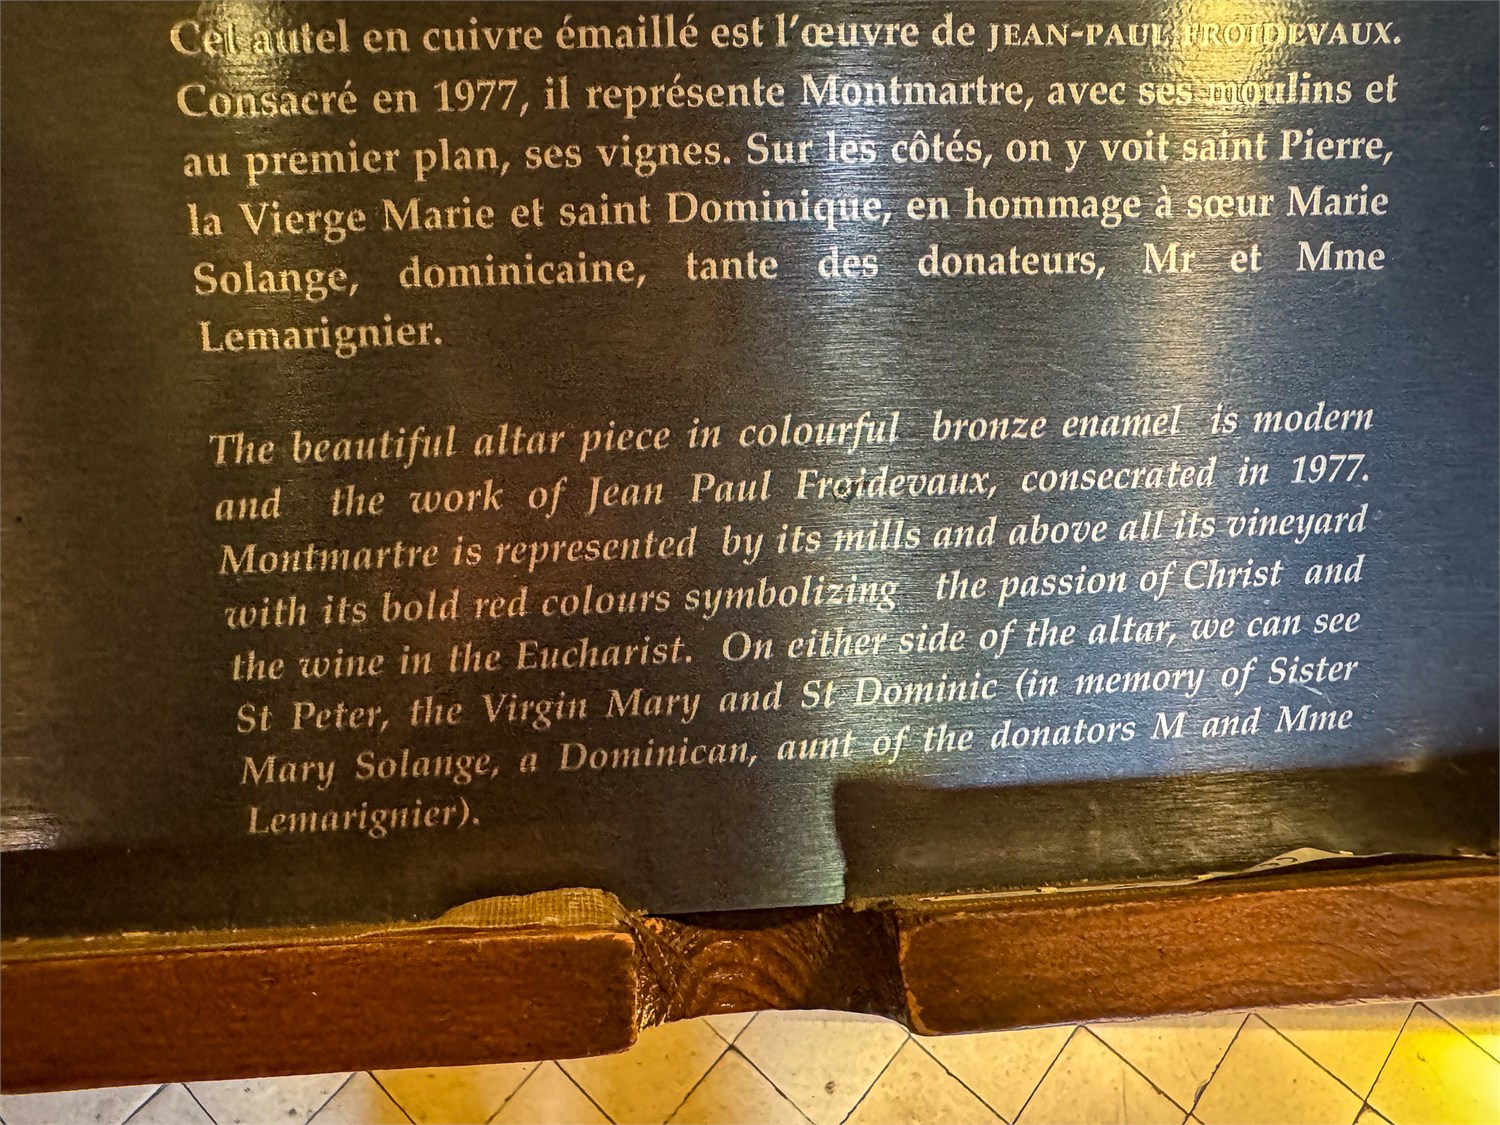 Cet autel en cuivre émaillé est l'œuvre de JEAN-PAUL FROIDEVAUX.
Consacré en 1977, il représente Montmartre, avec ses moulins et
au premier plan, ses vignes. Sur les côtés, on y voit saint Pierre,
la Vierge Marie et saint Dominique, en hommage à sœur Marie
Solange, dominicaine, tante des donateurs, Mr et Mme
Lemarignier.
The beautiful altar piece in colourful bronze enamel is modern
and the work of Jean Paul Froidevaux, consecrated in 1977.
Montmartre is represented by its mills and above all its vineyard
with its bold red colours symbolizing the passion of Christ and
the wine in the Eucharist. On either side of the altar, we can see
St Peter, the Virgin Mary and St Dominic (in memory of Sister
Mary Solange, a Dominican, aunt of the donators M and Mme
Lemarignier).